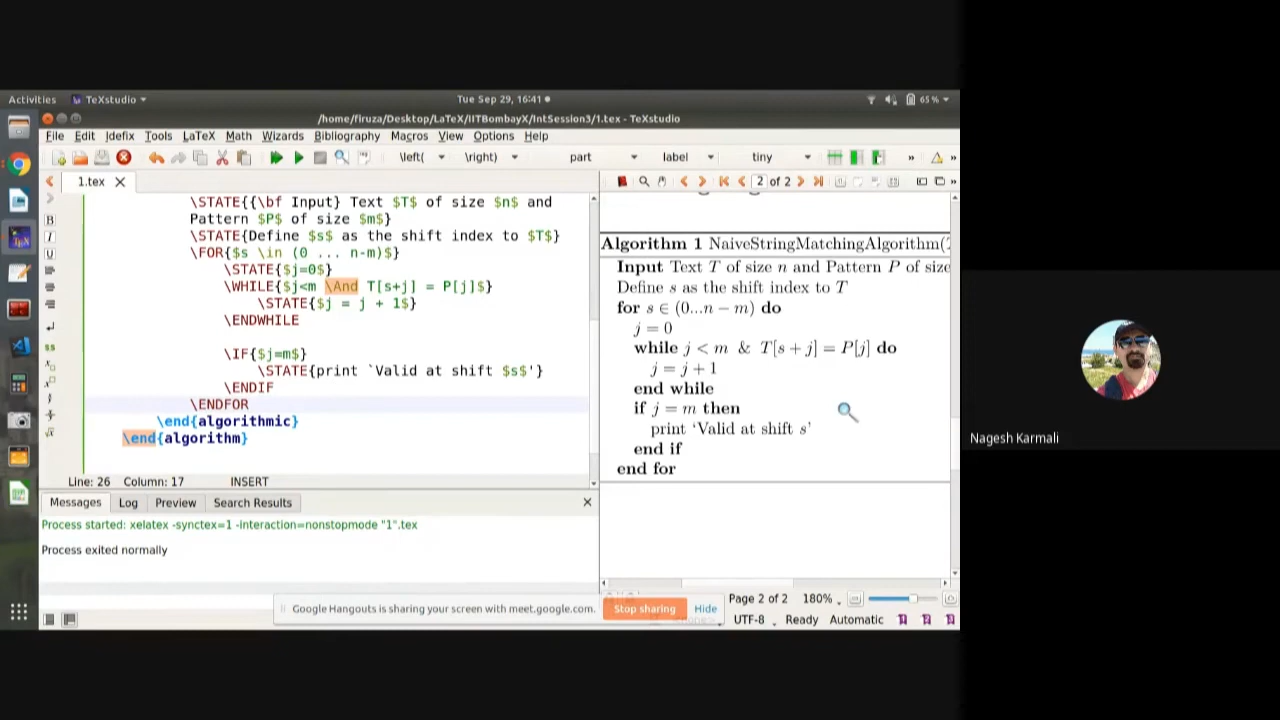 Activities TeXstudio Tue Sep 29, 16:41 65 %
/home/firuza/Desktop/LaTeX/IITBombayX/IntSession3/1.tex - TeXstudio
File Edit Idefix Tools LaTeX Math Wizards Bibliography Macros View Options Help
\left( \right) part label tiny »
1.tex 2 of 2
\STATE{{\bf Input} Text $T$ of size $n$ and
Pattern $P$ of size $m$}
\STATE{Define $s$ as the shift index to $T$}
\FOR{$s \in (0 ... n-m)$}
\STATE{$j=0$}
\WHILE{$j<m \And T[s+j] = P[j]$}
\STATE{$j = j + 1$}
\ENDWHILE
\IF{$j=m$}
\STATE{print `Valid at shift $s$'}
\ENDIF
\ENDFOR
\end{algorithmic}
\end{algorithm}
Line: 26 Column: 17 INSERT
Messages Log Preview Search Results
Process started: xelatex -synctex=1 -interaction=nonstopmode "1".tex
Process exited normally
Algorithm 1 NaiveStringMatchingAlgorithm(
Input Text T of size n and Pattern P of size
Define s as the shift index to T
for s ∈ (0...n − m) do
j = 0
while j < m & T[s + j] = P[j] do
j = j + 1
end while
if j = m then
print ‘Valid at shift s’
end if
end for
Page 2 of 2 180%
Google Hangouts is sharing your screen with meet.google.com. Stop sharing Hide
UTF-8 Ready Automatic
Nagesh Karmali